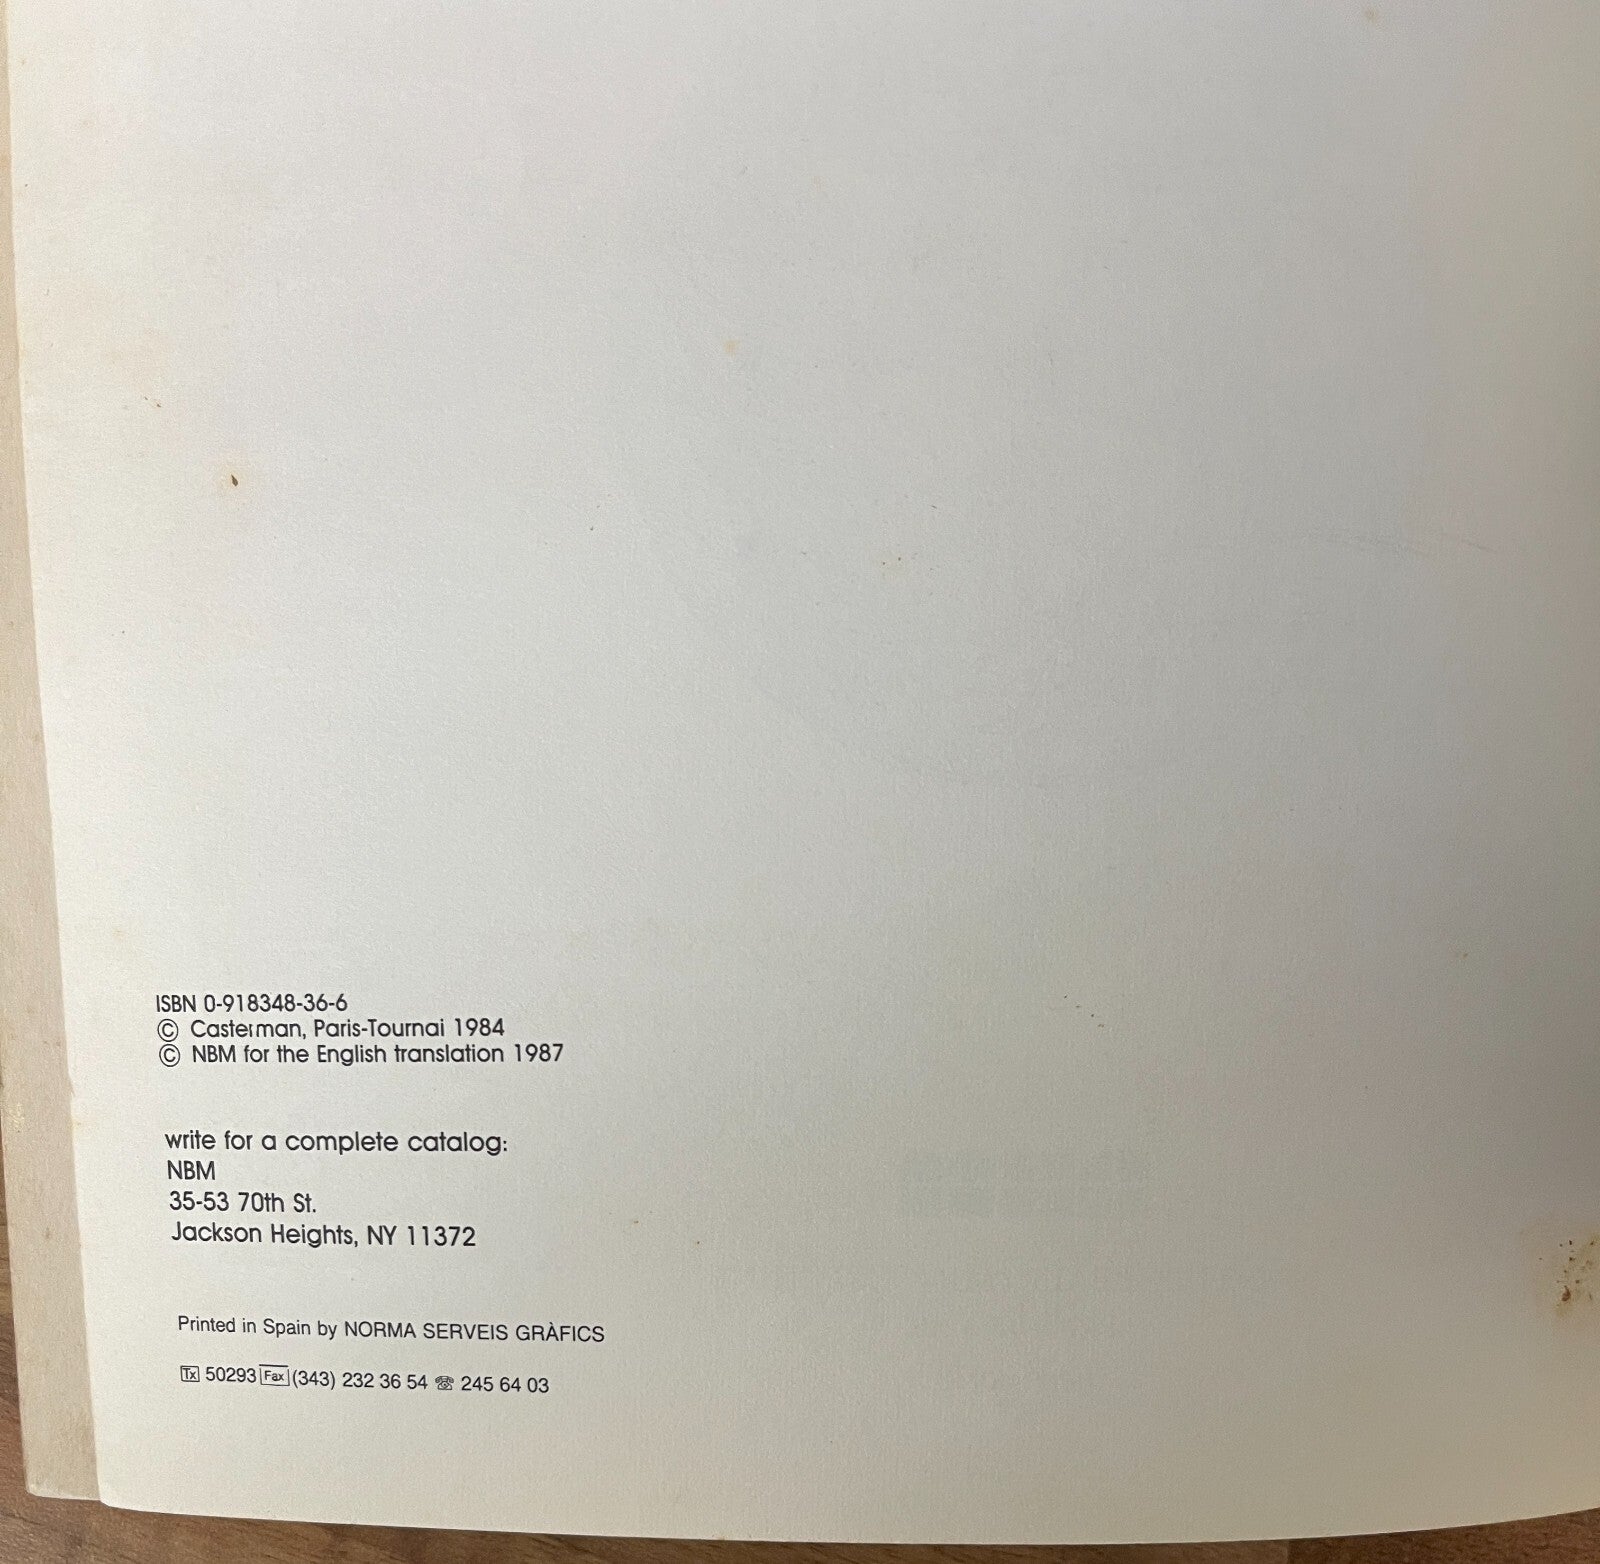 ISBN 0-918348-36-6
© Casterman, Paris-Tournai 1984
© NBM for the English translation 1987
write for a complete catalog:
NBM
35-53 70th St.
Jackson Heights, NY 11372
Printed in Spain by NORMA SERVEIS GRÀFICS
Tx 50293 Fax (343) 232 36 54 ☏ 245 64 03